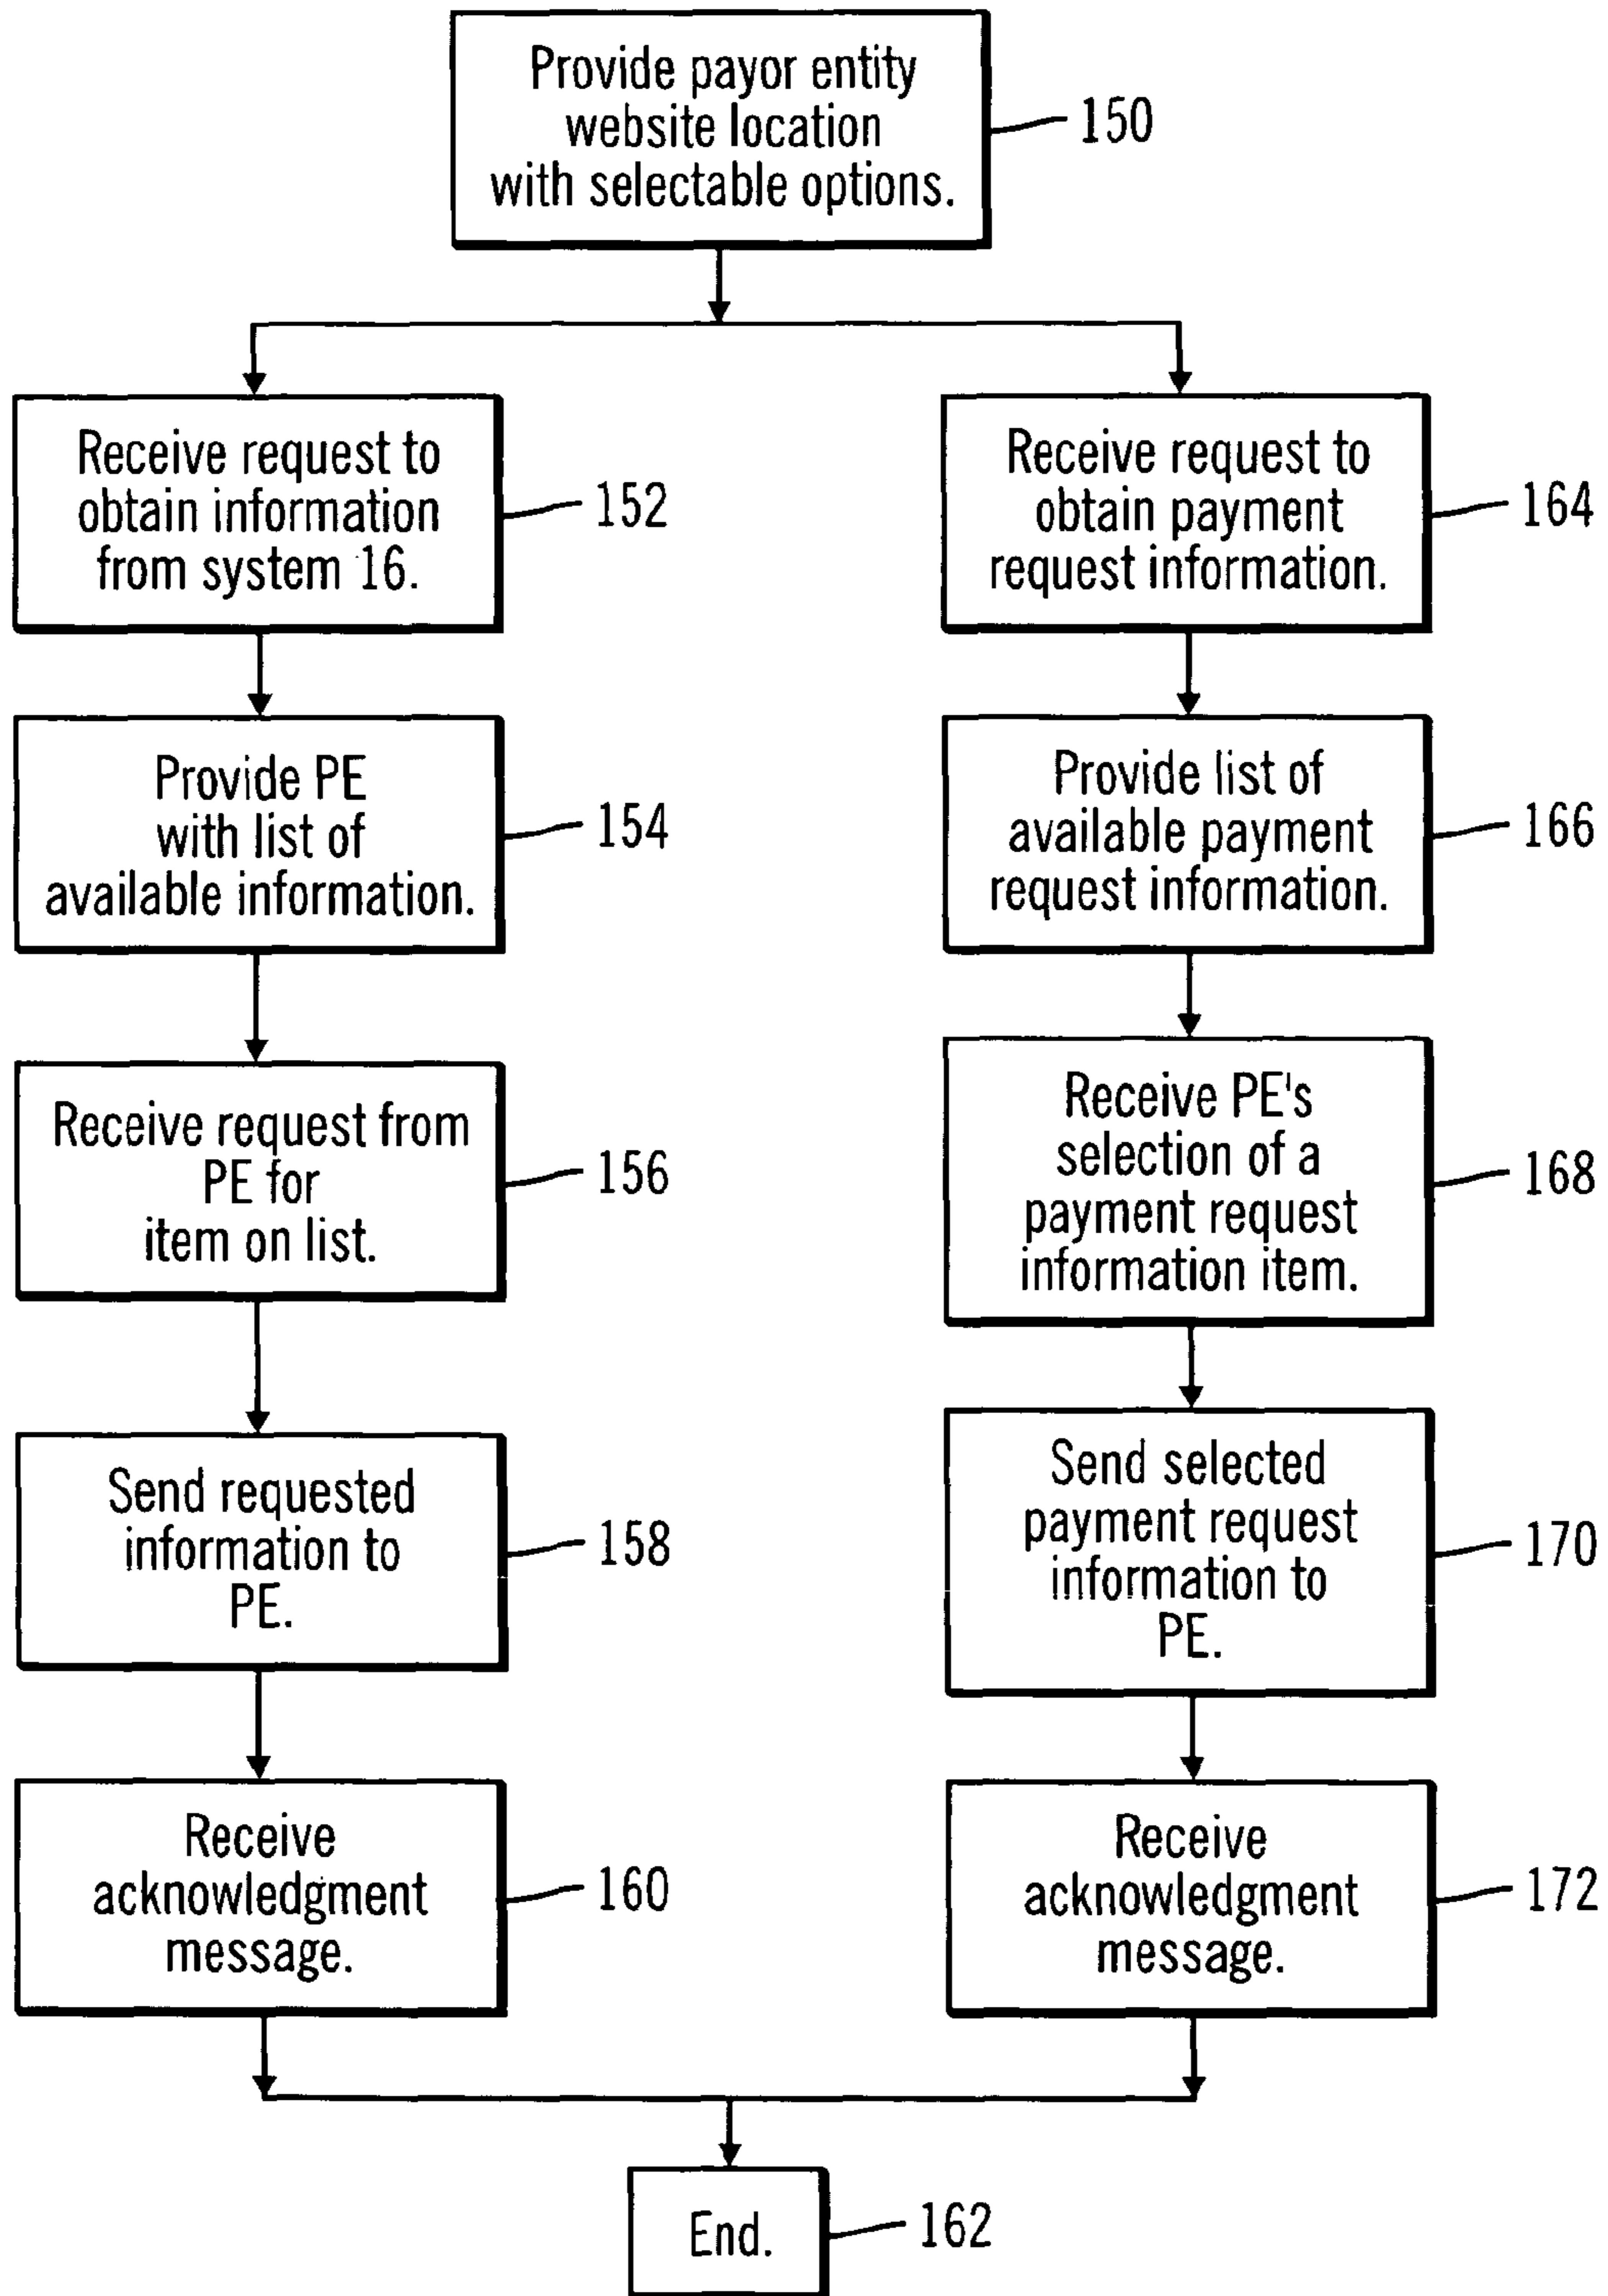 Provide payor entity
website location
with selectable options.
150
Receive request to
obtain information
from system 16.
152
Provide PE
with list of
available information.
154
Receive request from
PE for
item on list.
156
Send requested
information to
PE.
158
Receive
acknowledgment
message.
160
Receive request to
obtain payment
request information.
164
Provide list of
available payment
request information.
166
Receive PE's
selection of a
payment request
information item.
168
Send selected
payment request
information to
PE.
170
Receive
acknowledgment
message.
172
End.
162